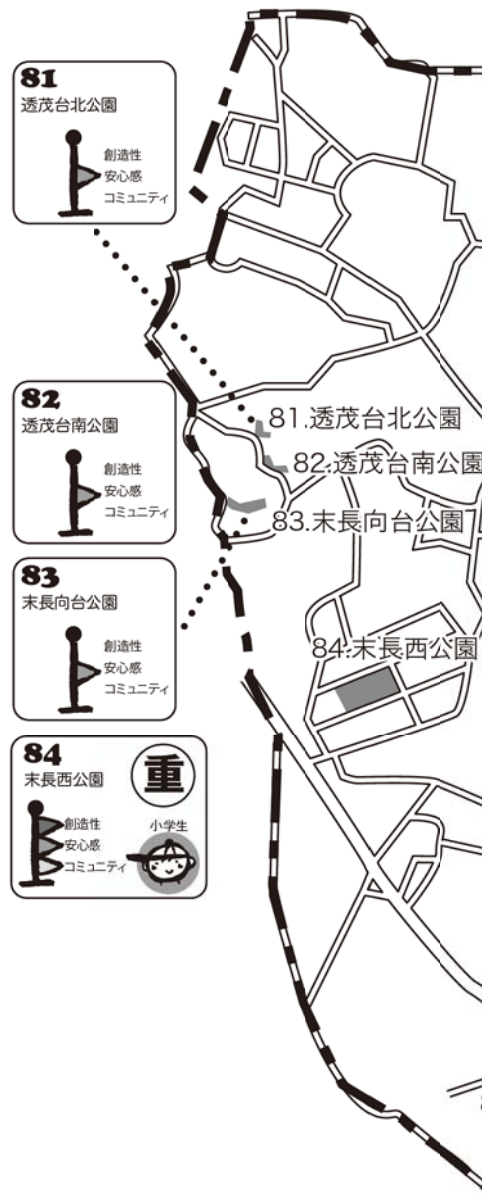 81
透茂台北公園
創造性
安心感
コミュニティ
82
透茂台南公園
創造性
安心感
コミュニティ
83
末長向台公園
創造性
安心感
コミュニティ
84
末長西公園
重
小学生
創造性
安心感
コミュニティ
81.透茂台北公園
82.透茂台南公園
83.末長向台公園
84.末長西公園